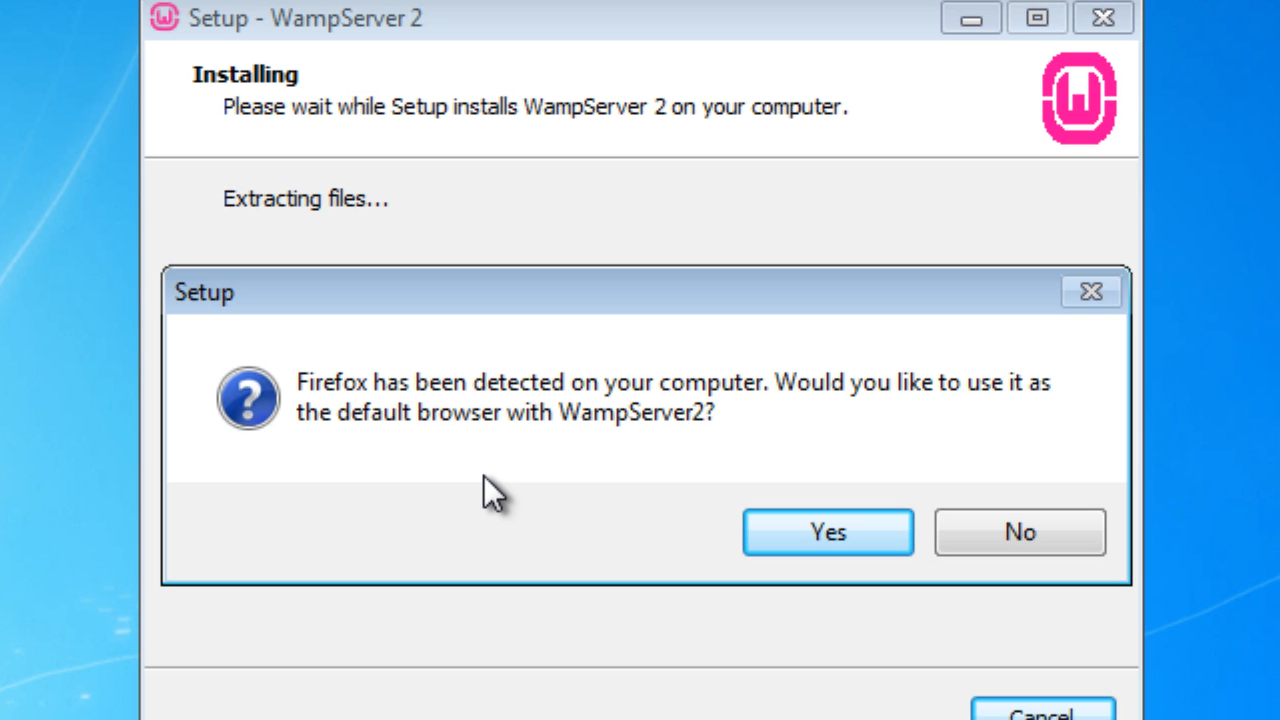 Setup - WampServer 2
Installing
Please wait while Setup installs WampServer 2 on your computer.
Extracting files...
Setup
Firefox has been detected on your computer. Would you like to use it as
the default browser with WampServer2?
Yes No
Cancel